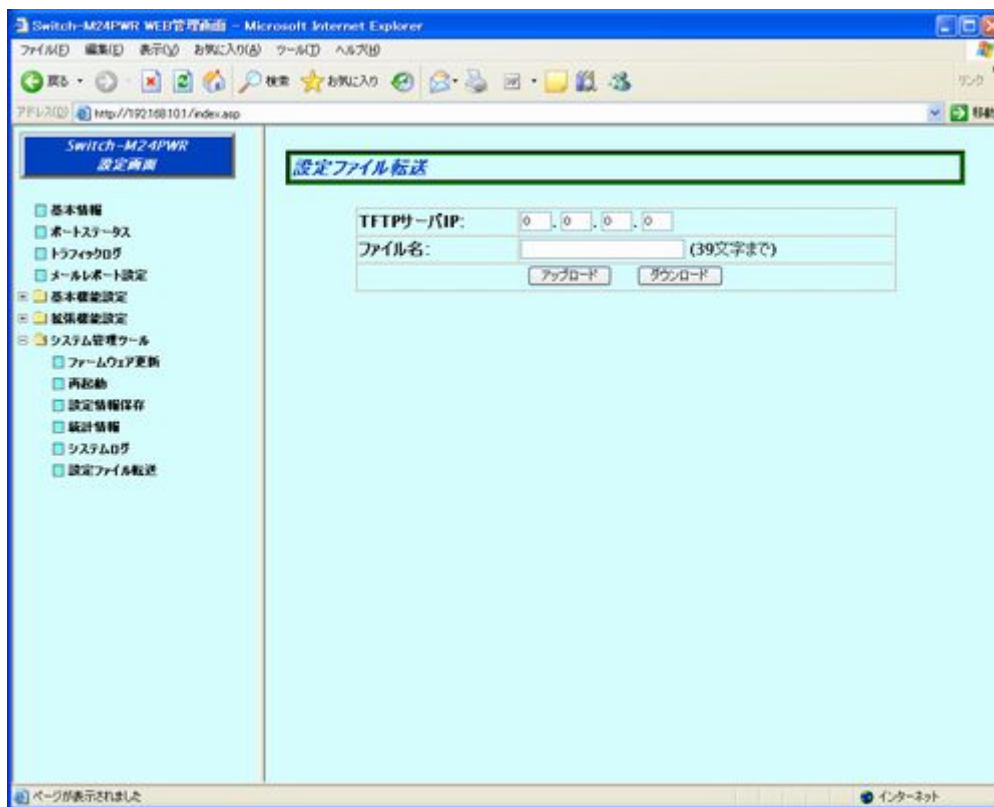 Switch-M24PWR WEB管理画面 - Microsoft Internet Explorer
ファイル(F) 編集(E) 表示(V) お気に入り(A) ツール(T) ヘルプ(H)
戻る 検索 お気に入り リンク
アドレス(D) http://192.168.10.1/index.asp 移動
Switch-M24PWR
設定画面
基本情報
ポートステータス
トラフィックログ
メールレポート設定
基本機能設定
拡張機能設定
システム管理ツール
ファームウェア更新
再起動
設定情報保存
統計情報
システムログ
設定ファイル転送
設定ファイル転送
TFTPサーバIP: 0 . 0 . 0 . 0
ファイル名: (39文字まで)
アップロード ダウンロード
ページが表示されました インターネット